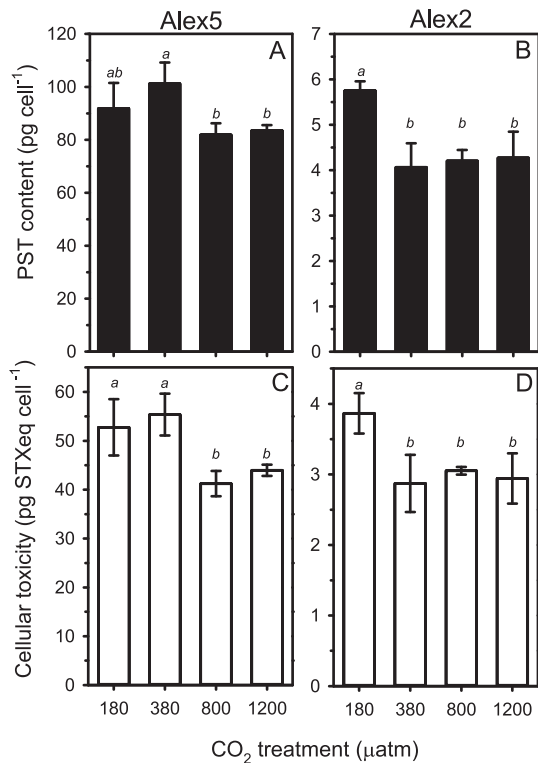 Alex5
Alex2
PST content (pg cell⁻¹)
A
120
100
80
60
40
20
0
ab
a
b
b
B
7
6
5
4
3
2
1
0
a
b
b
b
Cellular toxicity (pg STXeq cell⁻¹)
C
60
50
40
30
20
10
0
a
a
b
b
180
380
800
1200
D
4
3
2
1
0
a
b
b
b
180
380
800
1200
CO₂ treatment (µatm)